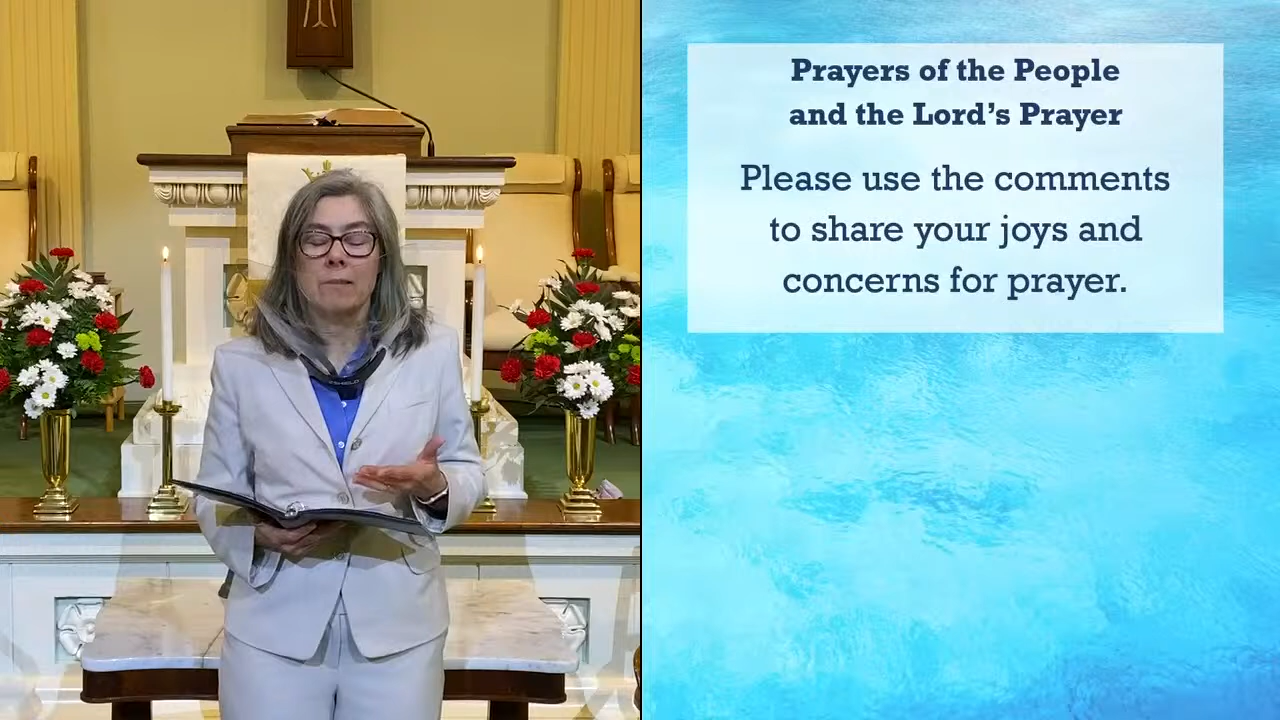 Prayers of the People
and the Lord's Prayer
Please use the comments
to share your joys and
concerns for prayer.